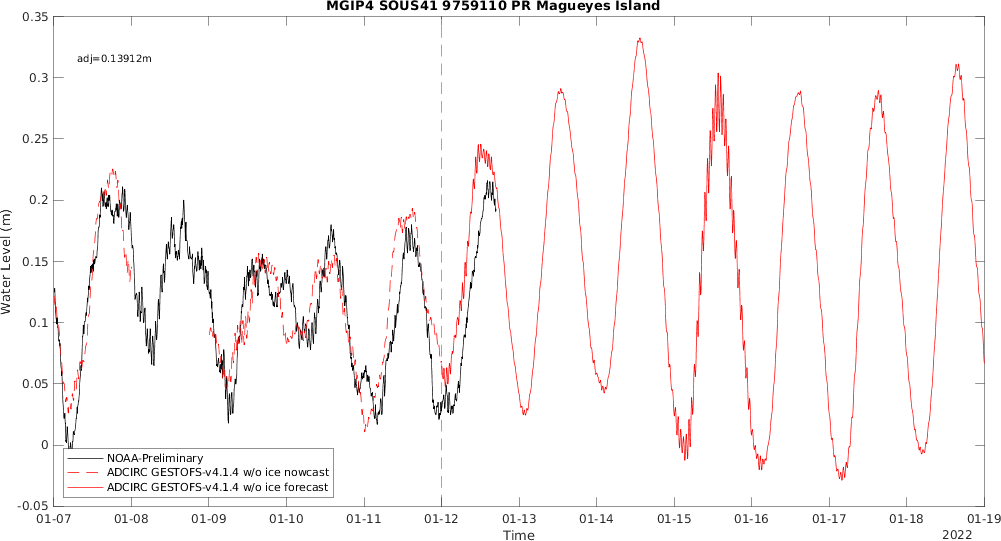 MGIP4 SOUS41 9759110 PR Magueyes Island
adj=0.13912m
0.35
0.3
0.25
0.2
0.15
0.1
0.05
0
-0.05
Water Level (m)
NOAA-Preliminary
ADCIRC GESTOFS-v4.1.4 w/o ice nowcast
ADCIRC GESTOFS-v4.1.4 w/o ice forecast
01-07 01-08 01-09 01-10 01-11 01-12 01-13 01-14 01-15 01-16 01-17 01-18 01-19
Time
2022